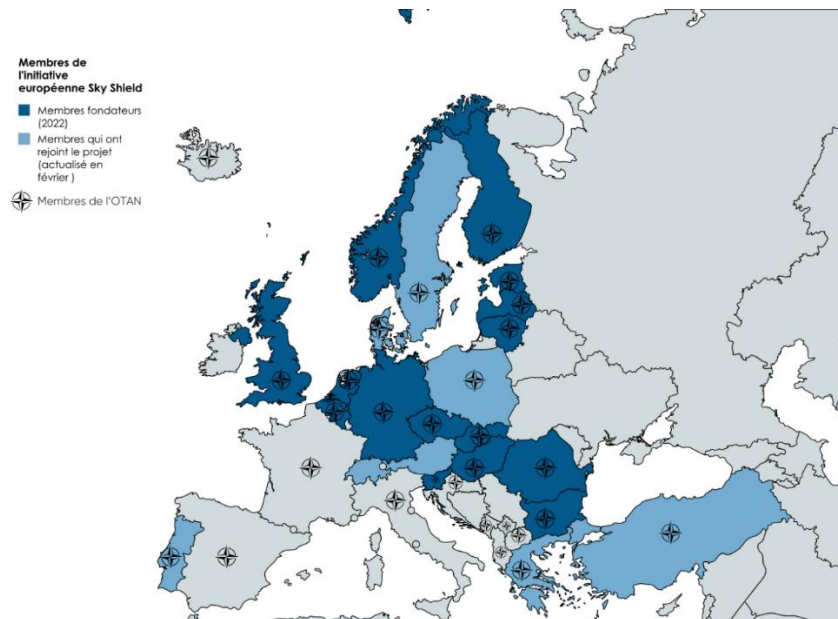 Membres de
l'initiative
européenne Sky Shield
Membres fondateurs
(2022)
Membres qui ont
rejoint le projet
(actualisé en
février )
Membres de l'OTAN